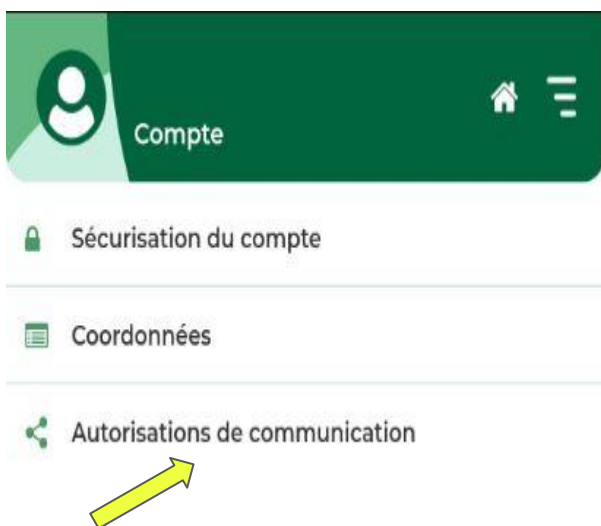 Compte
Sécurisation du compte
Coordonnées
Autorisations de communication